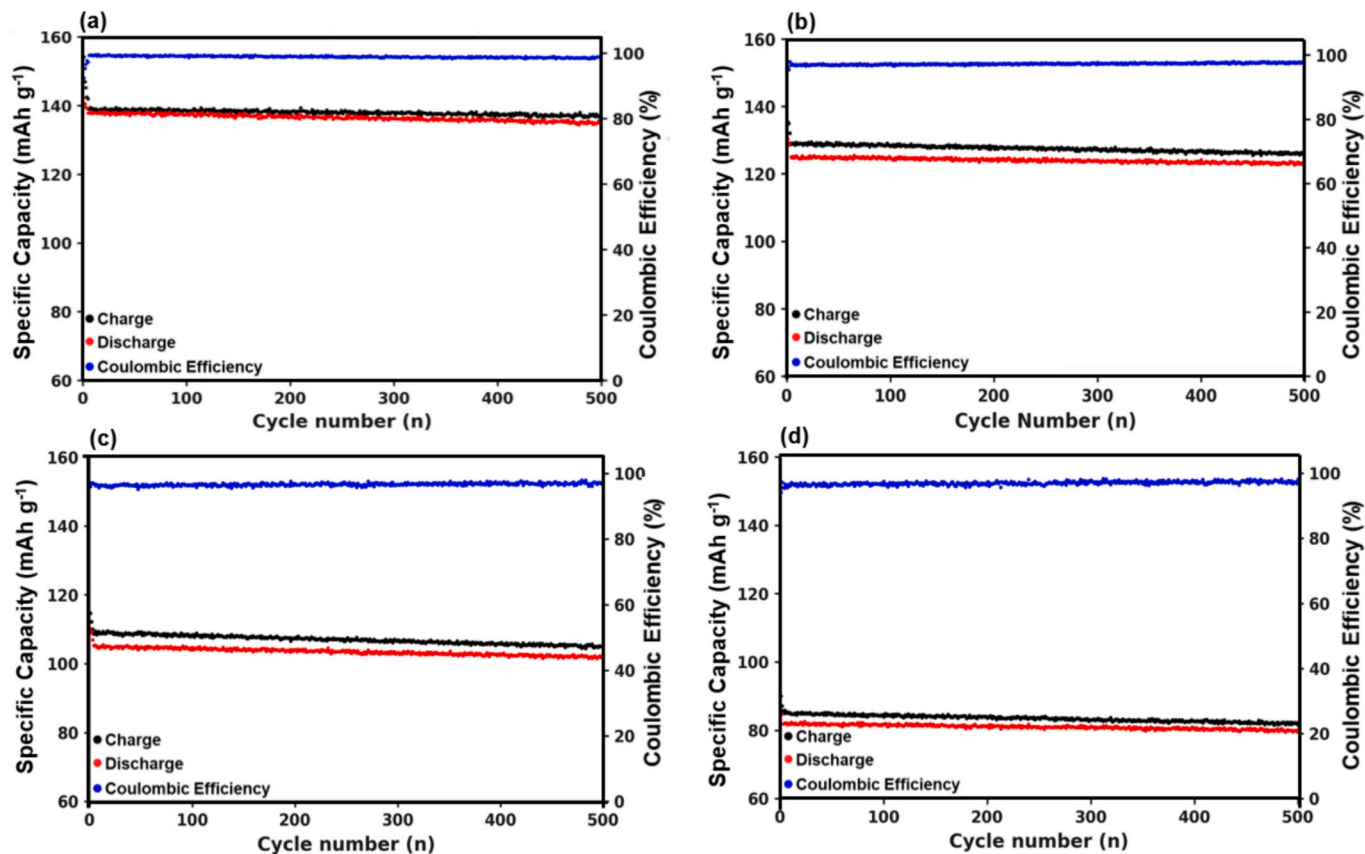 (a)
160
140
120
100
80
60
Specific Capacity (mAh g⁻¹)
100
80
60
40
20
0
Coulombic Efficiency (%)
Charge
Discharge
Coulombic Efficiency
0 100 200 300 400 500
Cycle number (n)
(b)
160
140
120
100
80
60
Specific Capacity (mAh g⁻¹)
100
80
60
40
20
0
Coulombic Efficiency (%)
Charge
Discharge
Coulombic Efficiency
0 100 200 300 400 500
Cycle Number (n)
(c)
160
140
120
100
80
60
Specific Capacity (mAh g⁻¹)
100
80
60
40
20
0
Coulombic Efficiency (%)
Charge
Discharge
Coulombic Efficiency
0 100 200 300 400 500
Cycle number (n)
(d)
160
140
120
100
80
60
Specific Capacity (mAh g⁻¹)
100
80
60
40
20
0
Coulombic Efficiency (%)
Charge
Discharge
Coulombic Efficiency
0 100 200 300 400 500
Cycle number (n)